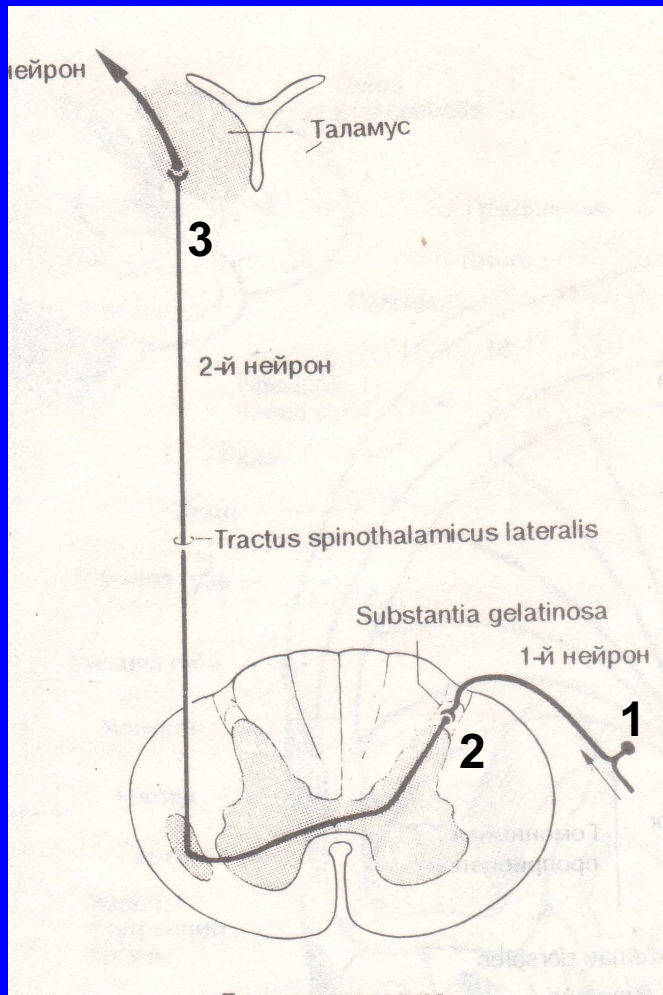 нейрон
Таламус
3
2-й нейрон
Tractus spinothalamicus lateralis
Substantia gelatinosa
1-й нейрон
1
2